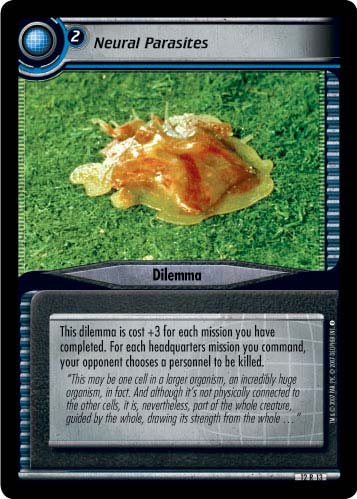 2 Neural Parasites
Dilemma
This dilemma is cost +3 for each mission you have
completed. For each headquarters mission you command,
your opponent chooses a personnel to be killed.
"This may be one cell in a larger organism, an incredibly huge
organism, in fact. And although it's not physically connected to
the other cells, it is, nevertheless, part of the whole creature,
guided by the whole, drawing its strength from the whole …"
12 R 13